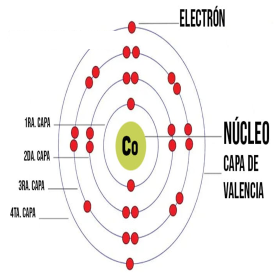 ELECTRÓN
1RA. CAPA
Co
NÚCLEO
2DA. CAPA
CAPA DE
VALENCIA
3RA. CAPA
4TA. CAPA